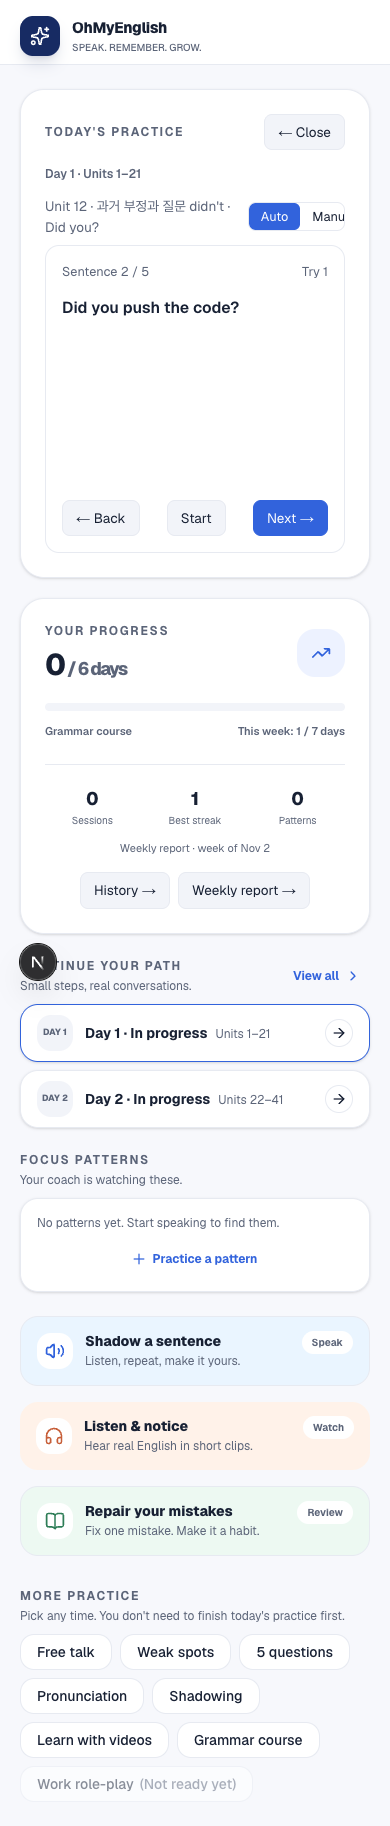 OhMyEnglish
SPEAK. REMEMBER. GROW.
TODAY'S PRACTICE
← Close
Day 1 · Units 1–21
Unit 12 · 과거 부정과 질문 didn't ·
Did you?
Auto
Manu
Sentence 2 / 5
Try 1
Did you push the code?
← Back
Start
Next →
YOUR PROGRESS
0 / 6 days
Grammar course
This week: 1 / 7 days
0
1
0
Sessions
Best streak
Patterns
Weekly report · week of Nov 2
History →
Weekly report →
N
TINUE YOUR PATH
Small steps, real conversations.
View all
DAY 1
Day 1 · In progress Units 1–21
DAY 2
Day 2 · In progress Units 22–41
FOCUS PATTERNS
Your coach is watching these.
No patterns yet. Start speaking to find them.
+ Practice a pattern
Shadow a sentence
Speak
Listen, repeat, make it yours.
Listen & notice
Watch
Hear real English in short clips.
Repair your mistakes
Review
Fix one mistake. Make it a habit.
MORE PRACTICE
Pick any time. You don't need to finish today's practice first.
Free talk
Weak spots
5 questions
Pronunciation
Shadowing
Learn with videos
Grammar course
Work role-play (Not ready yet)